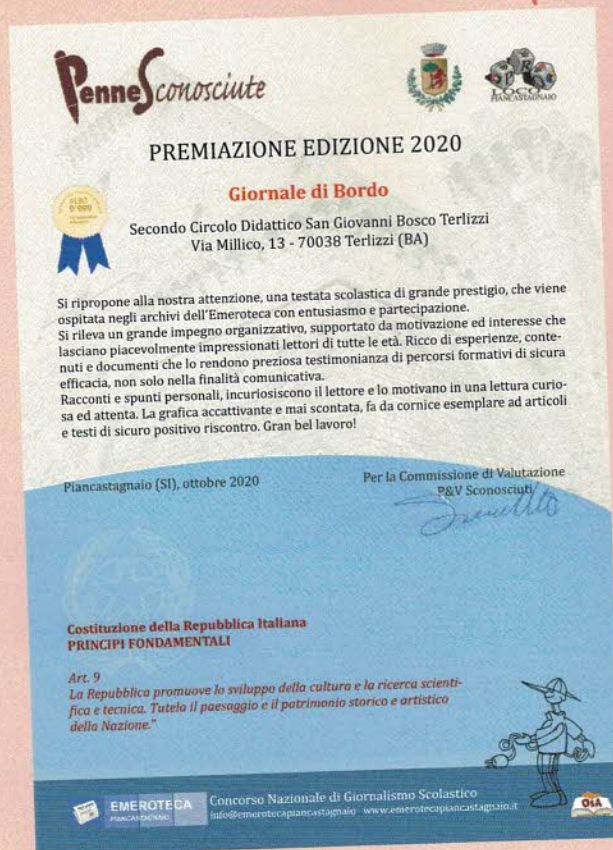 Penne Sconosciute
PRO
LOCO
PIANCASTAGNAIO
PREMIAZIONE EDIZIONE 2020
Giornale di Bordo
ALBO
D'ORO
Secondo Circolo Didattico San Giovanni Bosco Terlizzi
Via Millico, 13 - 70038 Terlizzi (BA)
Si ripropone alla nostra attenzione, una testata scolastica di grande prestigio, che viene
ospitata negli archivi dell'Emeroteca con entusiasmo e partecipazione.
Si rileva un grande impegno organizzativo, supportato da motivazione ed interesse che
lasciano piacevolmente impressionati lettori di tutte le età. Ricco di esperienze, conte-
nuti e documenti che lo rendono preziosa testimonianza di percorsi formativi di sicura
efficacia, non solo nella finalità comunicativa.
Racconti e spunti personali, incuriosiscono il lettore e lo motivano in una lettura curio-
sa ed attenta. La grafica accattivante e mai scontata, fa da cornice esemplare ad articoli
e testi di sicuro positivo riscontro. Gran bel lavoro!
Piancastagnaio (SI), ottobre 2020
Per la Commissione di Valutazione
P&V Sconosciuti
Costituzione della Repubblica Italiana
PRINCIPI FONDAMENTALI
Art. 9
La Repubblica promuove lo sviluppo della cultura e la ricerca scienti-
fica e tecnica. Tutela il paesaggio e il patrimonio storico e artistico
della Nazione."
EMEROTECA
PIANCASTAGNAIO
Concorso Nazionale di Giornalismo Scolastico
info@emerotecapiancastagnaio www.emerotecapiancastagnaio.it
OSA